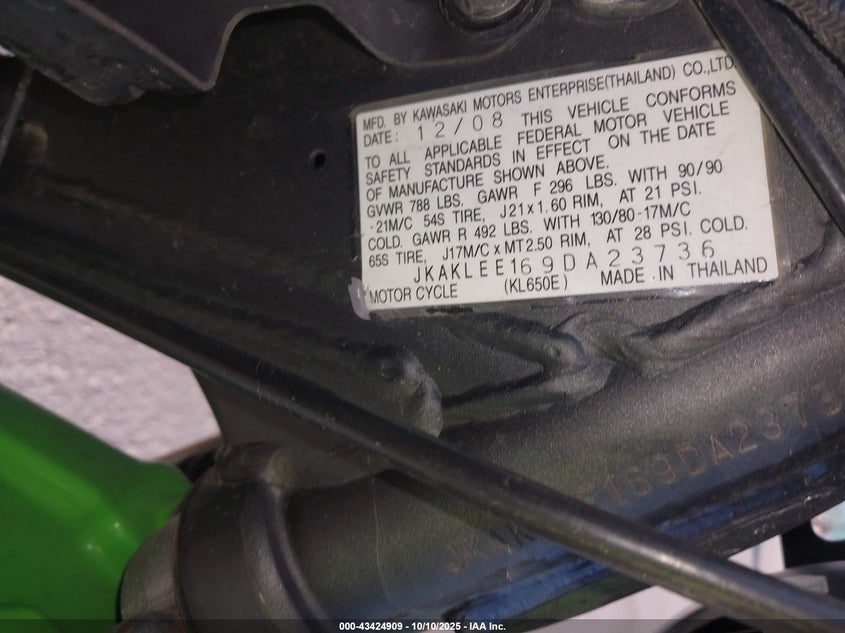 MFD. BY KAWASAKI MOTORS ENTERPRISE(THAILAND) CO.,LTD.
DATE: 12/08 THIS VEHICLE CONFORMS
TO ALL APPLICABLE FEDERAL MOTOR VEHICLE
SAFETY STANDARDS IN EFFECT ON THE DATE
OF MANUFACTURE SHOWN ABOVE.
GVWR 788 LBS. GAWR F 296 LBS. WITH 90/90
-21M/C 54S TIRE, J21x1.60 RIM, AT 21 PSI.
COLD. GAWR R 492 LBS. WITH 130/80-17M/C
65S TIRE, J17M/C x MT2.50 RIM, AT 28 PSI COLD.
JKAKLEE169DA23736
MOTOR CYCLE (KL650E) MADE IN THAILAND
169DA2373
000-43424909 - 10/10/2025 - IAA Inc.